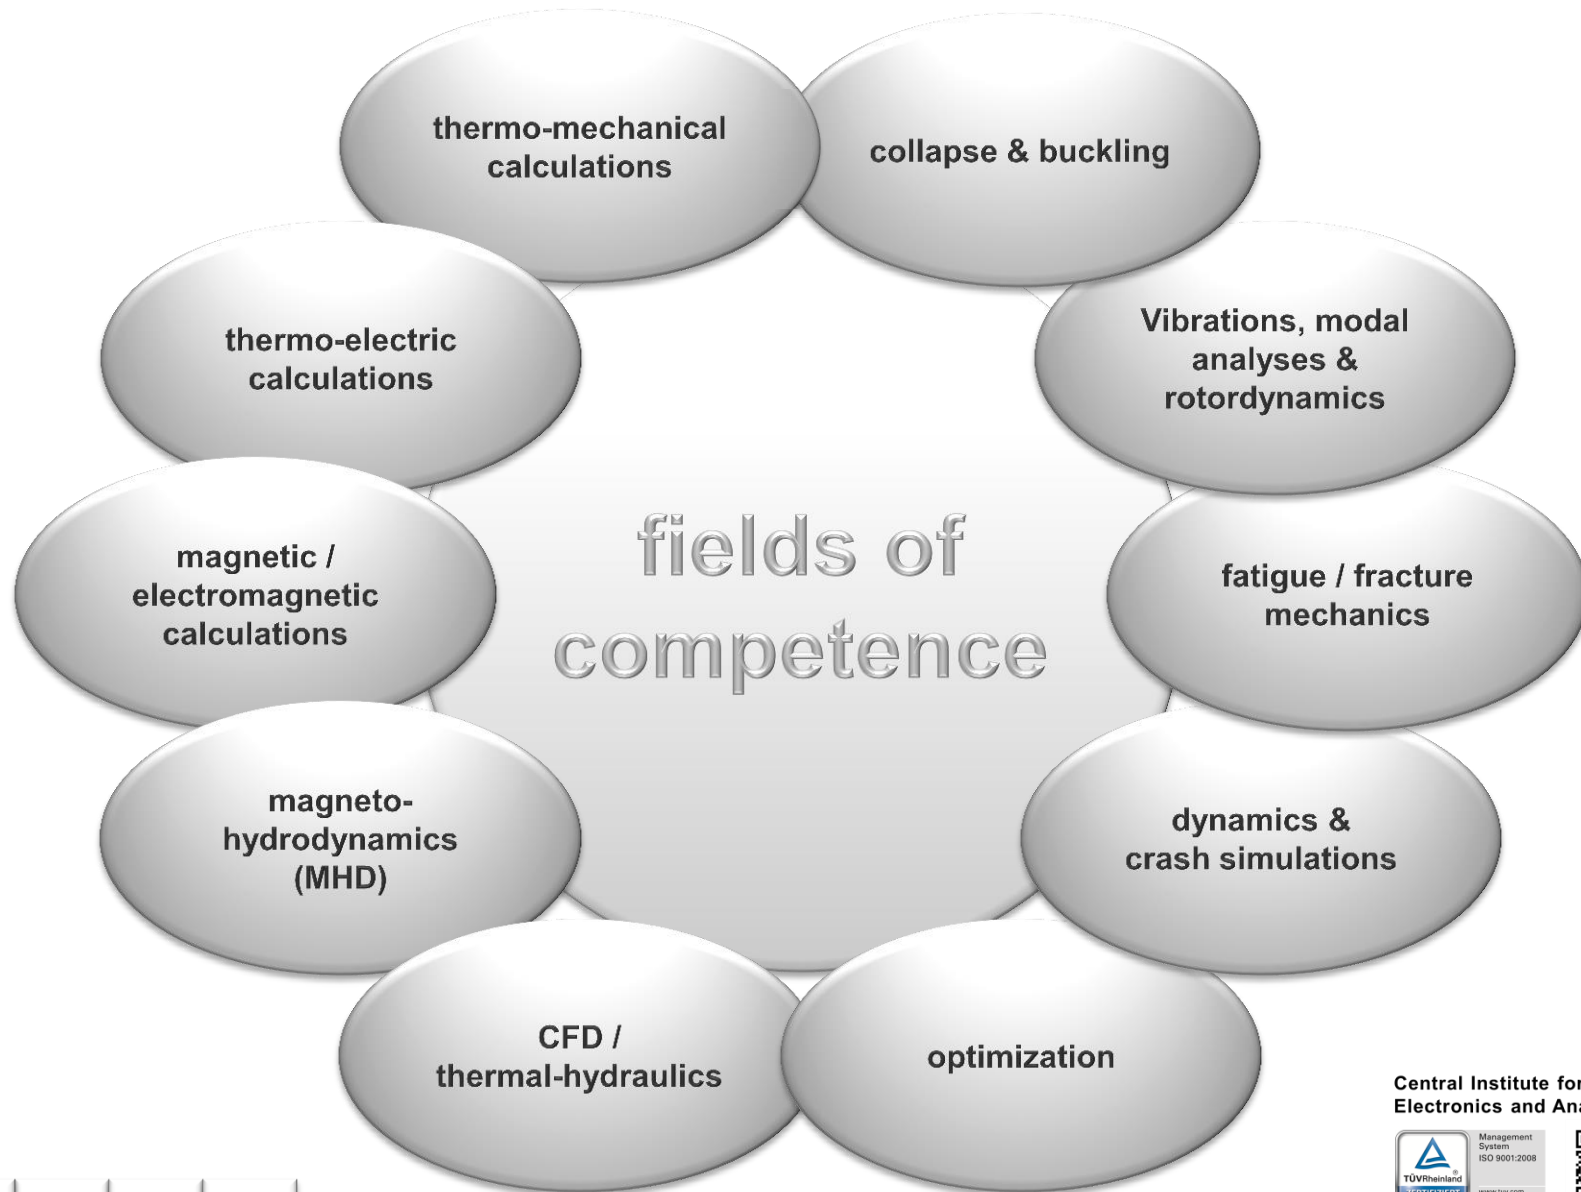 thermo-mechanical
calculations
collapse & buckling
Vibrations, modal
analyses &
rotordynamics
thermo-electric
calculations
fields of
competence
magnetic /
electromagnetic
calculations
fatigue / fracture
mechanics
magneto-
hydrodynamics
(MHD)
dynamics &
crash simulations
CFD /
thermal-hydraulics
optimization
Central Institute for
Electronics and Ana
Management
System
ISO 9001:2008
TÜVRheinland